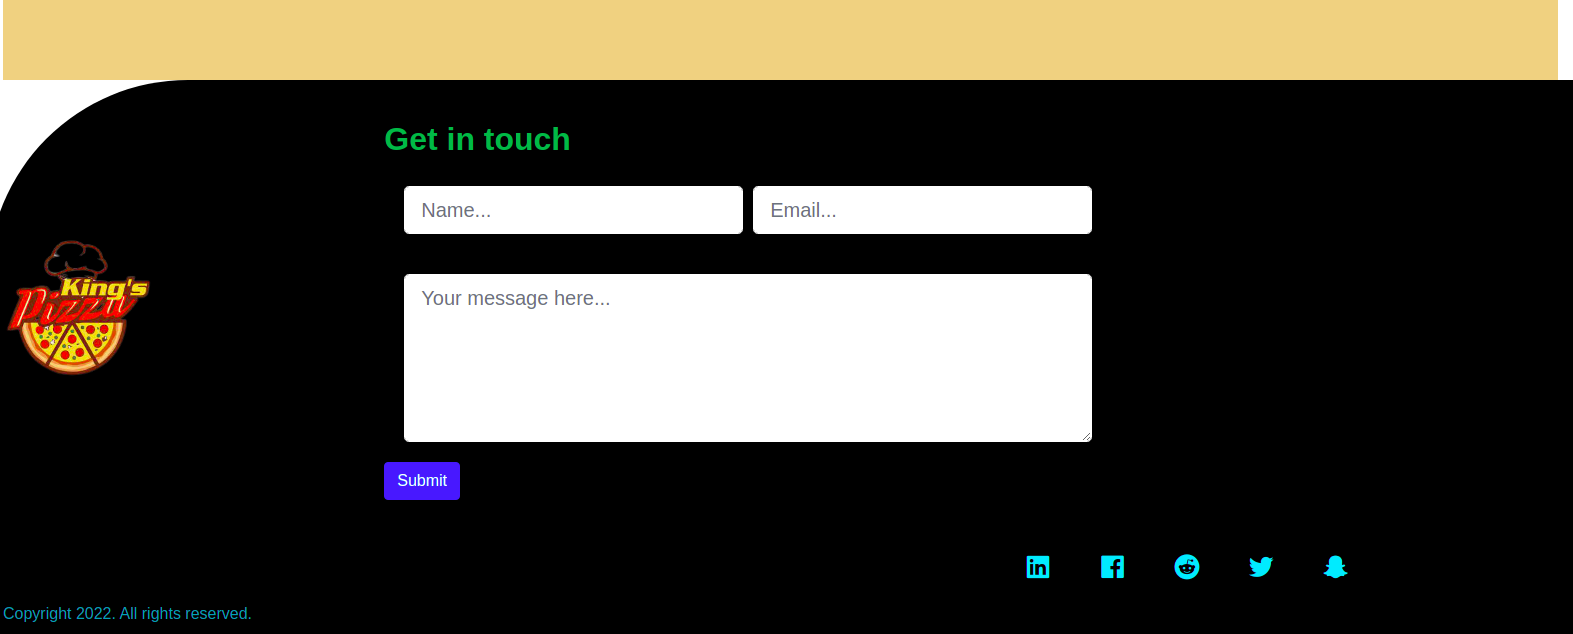 Get in touch
Name...
Email...
Your message here...
King's
Pizza
Submit
Copyright 2022. All rights reserved.